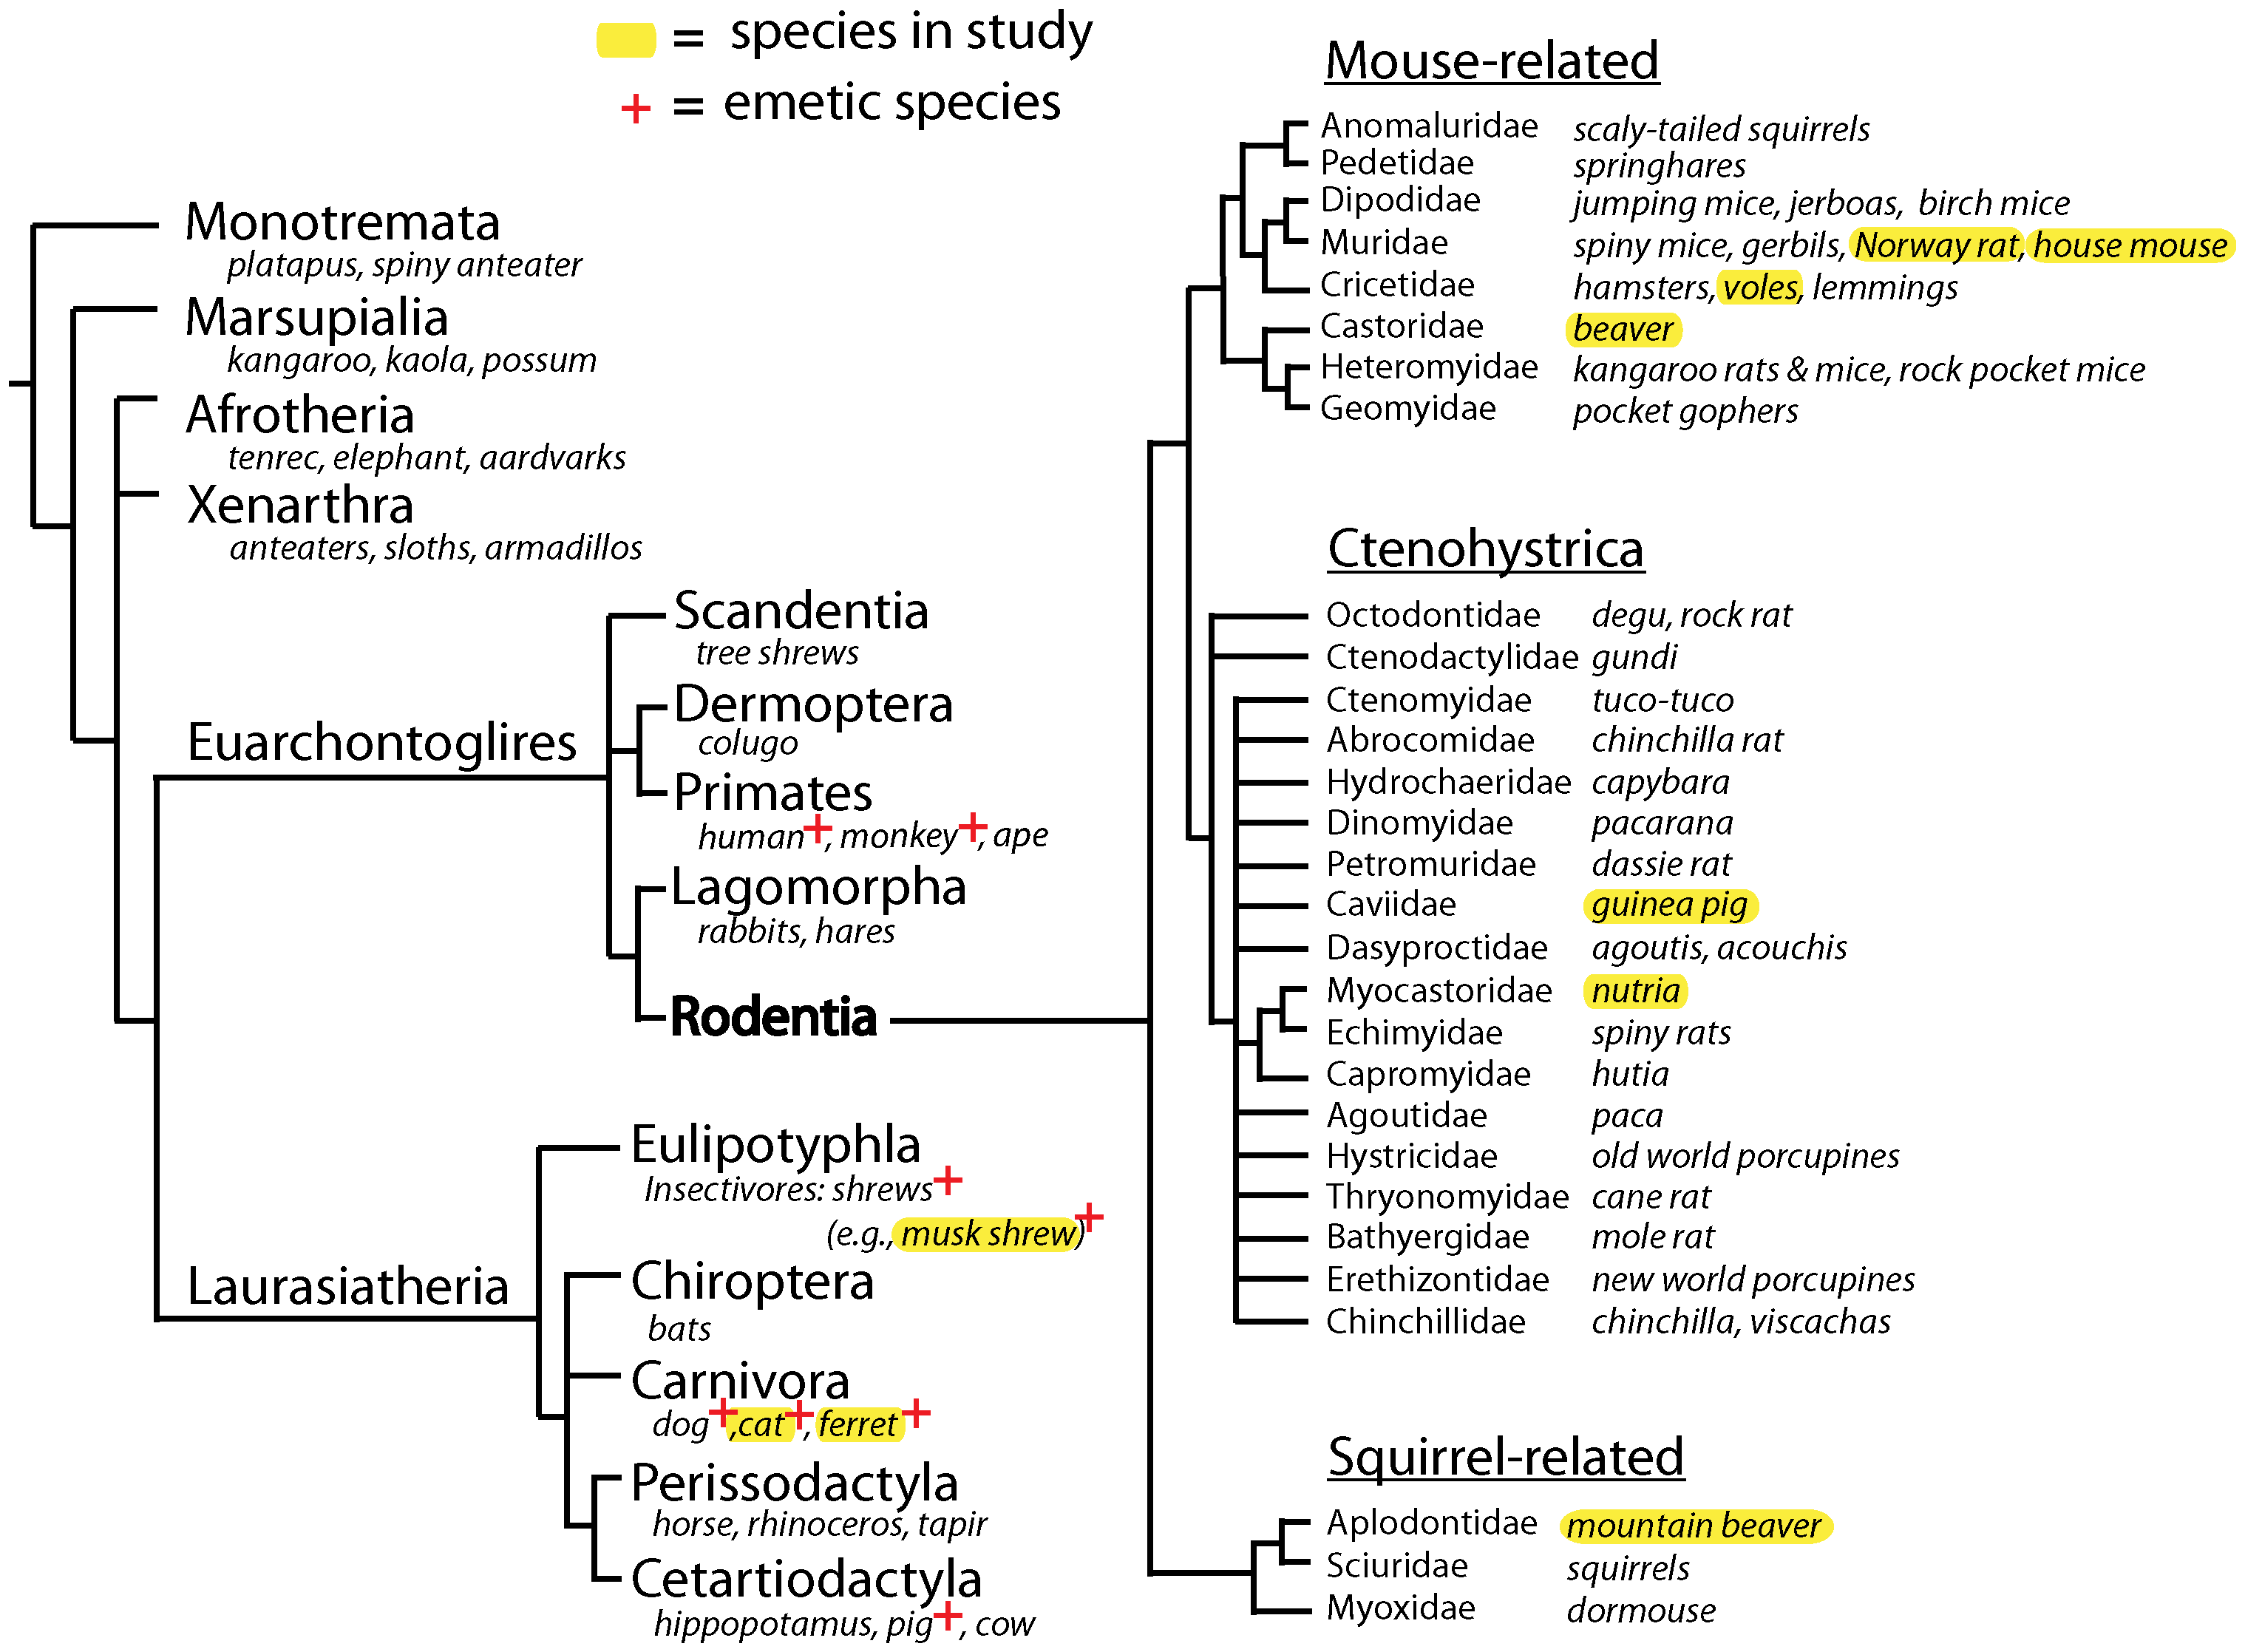 = species in study
+ = emetic species
Monotremata
platapus, spiny anteater
Marsupialia
kangaroo, kaola, possum
Afrotheria
tenrec, elephant, aardvarks
Xenarthra
anteaters, sloths, armadillos
Euarchontoglires
Scandentia
tree shrews
Dermoptera
colugo
Primates
human+, monkey+, ape
Lagomorpha
rabbits, hares
Rodentia
Laurasiatheria
Eulipotyphla
Insectivores: shrews+
(e.g., musk shrew)+
Chiroptera
bats
Carnivora
dog+, cat+, ferret+
Perissodactyla
horse, rhinoceros, tapir
Cetartiodactyla
hippopotamus, pig+, cow
Mouse-related
Anomaluridae scaly-tailed squirrels
Pedetidae springhares
Dipodidae jumping mice, jerboas, birch mice
Muridae spiny mice, gerbils, Norway rat, house mouse
Cricetidae hamsters, voles, lemmings
Castoridae beaver
Heteromyidae kangaroo rats & mice, rock pocket mice
Geomyidae pocket gophers
Ctenohystrica
Octodontidae degu, rock rat
Ctenodactylidae gundi
Ctenomyidae tuco-tuco
Abrocomidae chinchilla rat
Hydrochaeridae capybara
Dinomyidae pacarana
Petromuridae dassie rat
Caviidae guinea pig
Dasyproctidae agoutis, acouchis
Myocastoridae nutria
Echimyidae spiny rats
Capromyidae hutia
Agoutidae paca
Hystricidae old world porcupines
Thryonomyidae cane rat
Bathyergidae mole rat
Erethizontidae new world porcupines
Chinchillidae chinchilla, viscachas
Squirrel-related
Aplodontidae mountain beaver
Sciuridae squirrels
Myoxidae dormouse